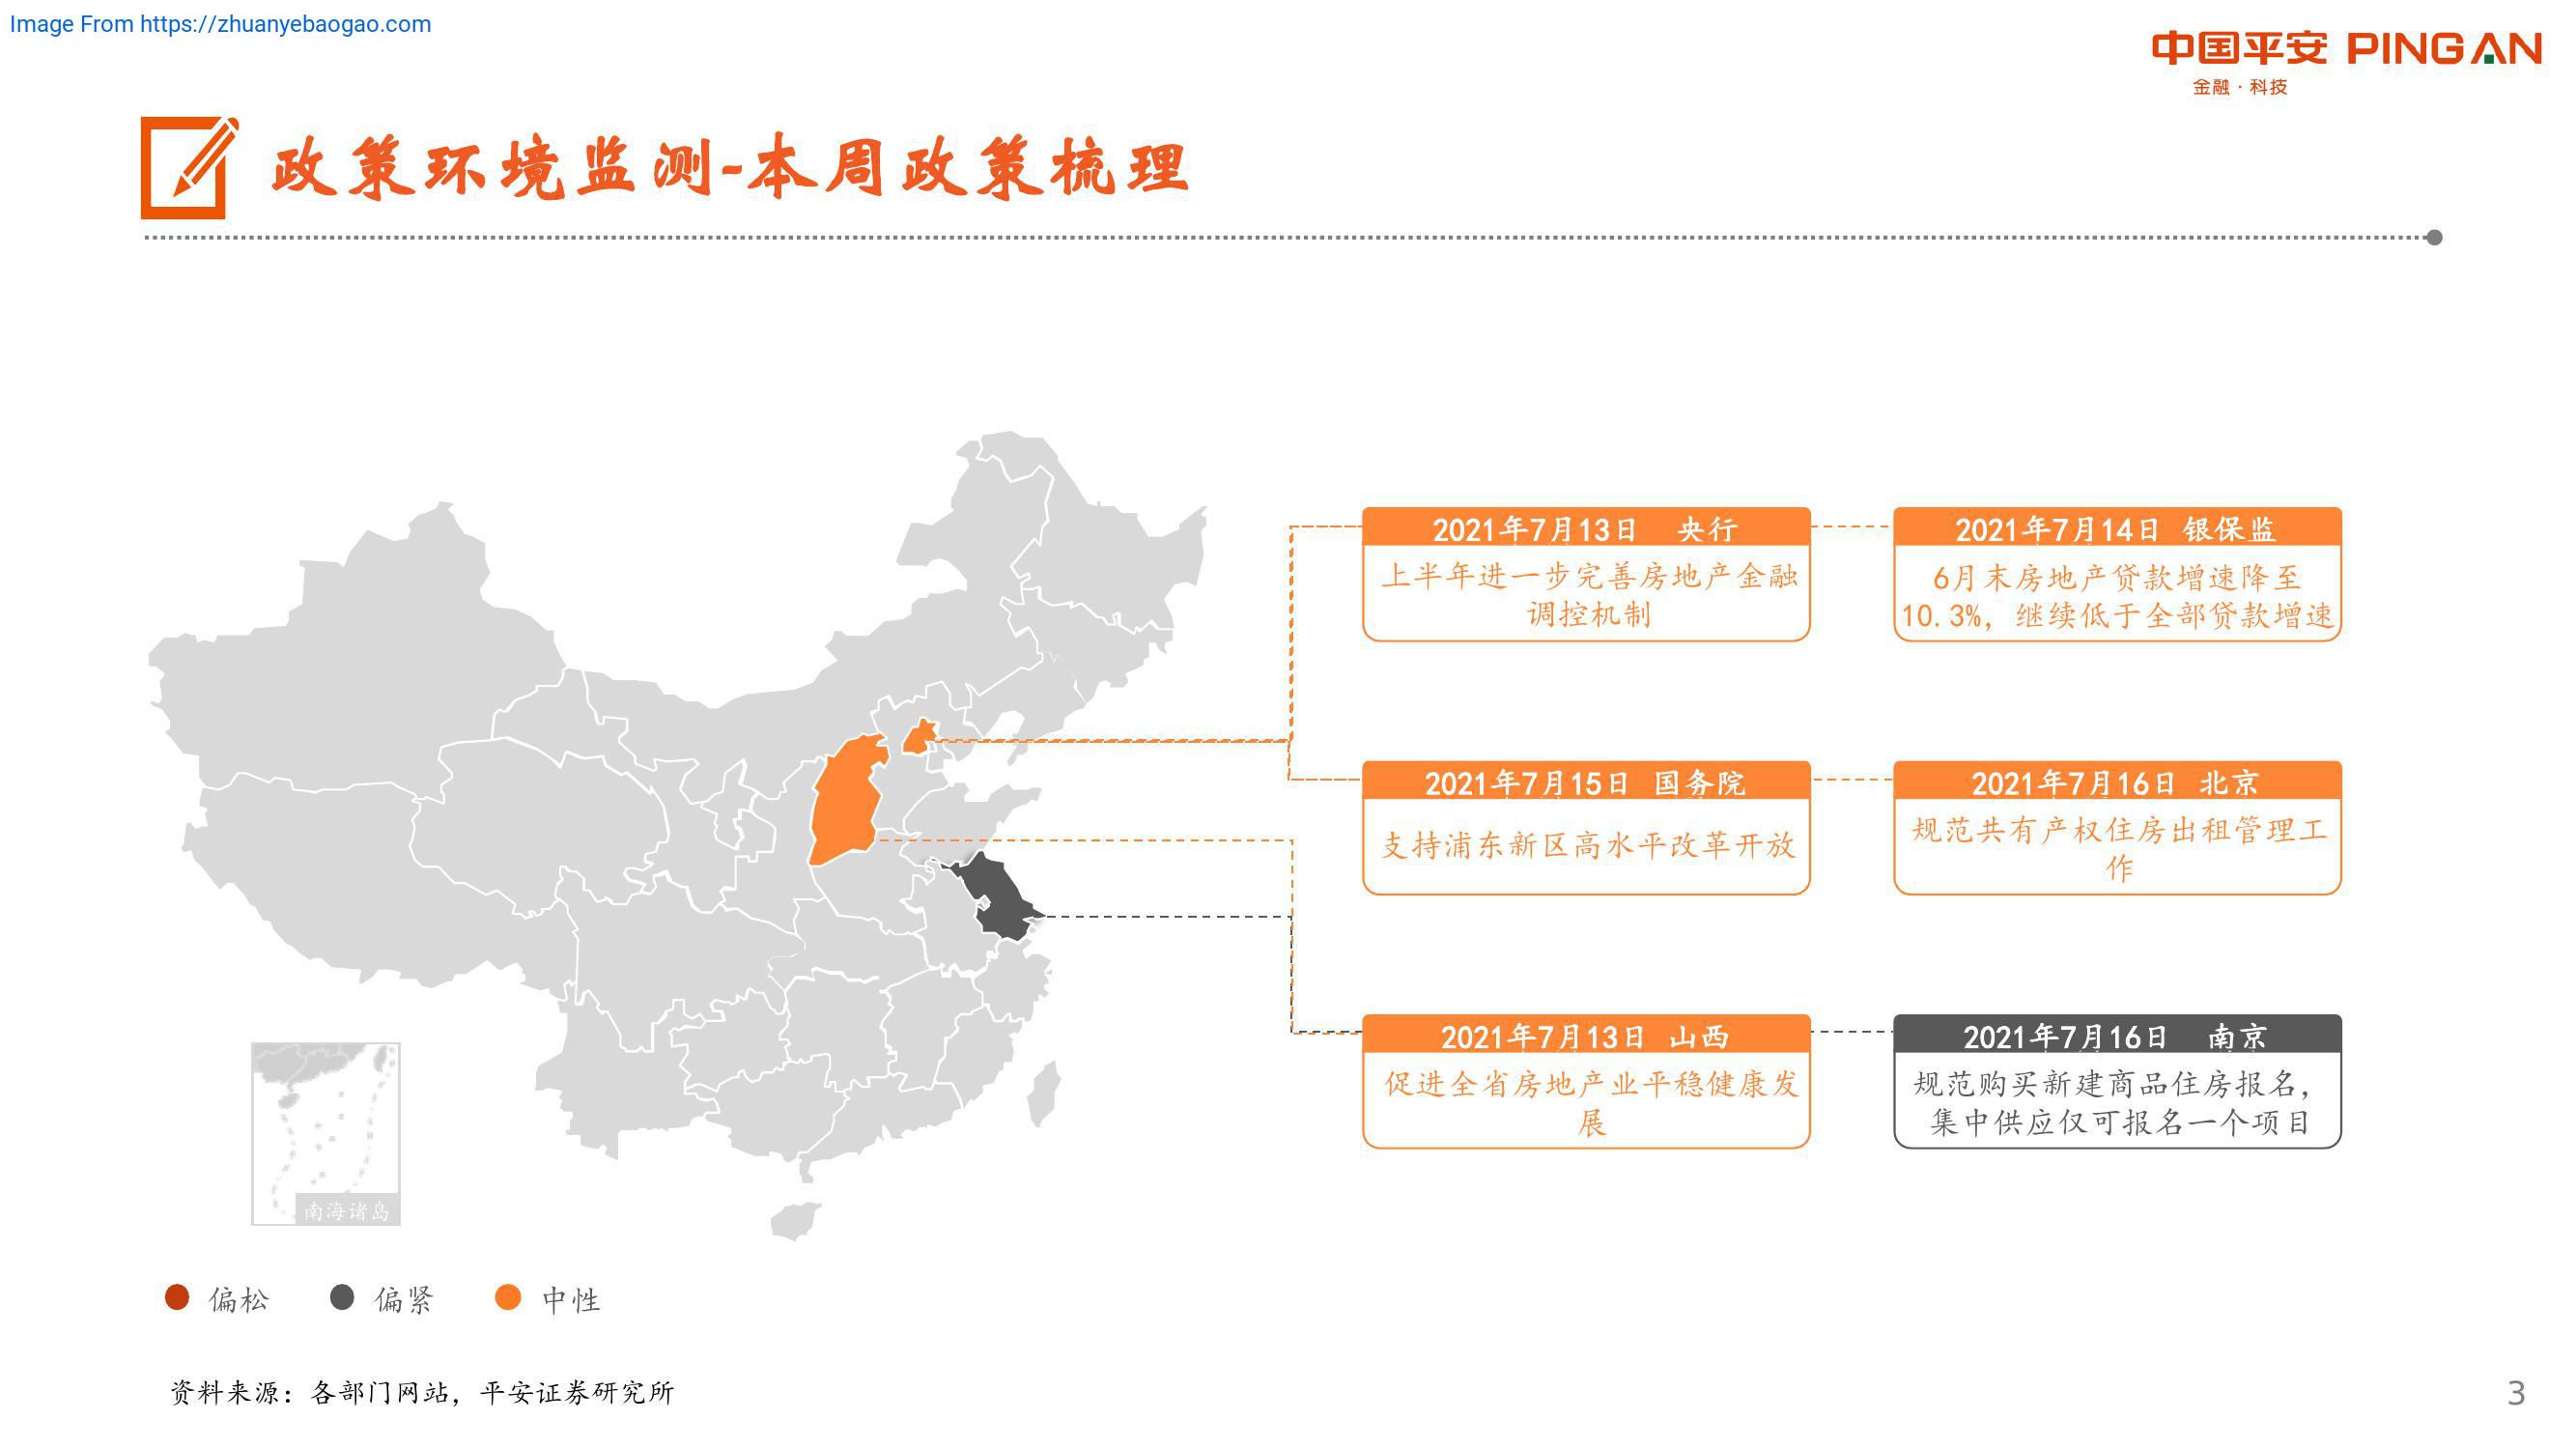 Image From https://zhuanyebaogao.com
中国平安 PINGAN
金融·科技
政策环境监测-本周政策梳理
2021年7月13日 央行
上半年进一步完善房地产金融
调控机制
2021年7月14日 银保监
6月末房地产贷款增速降至
10.3%，继续低于全部贷款增速
2021年7月15日 国务院
支持浦东新区高水平改革开放
2021年7月16日 北京
规范共有产权住房出租管理工
作
2021年7月13日 山西
促进全省房地产业平稳健康发
展
2021年7月16日 南京
规范购买新建商品住房报名，
集中供应仅可报名一个项目
南海诸岛
偏松 偏紧 中性
资料来源：各部门网站，平安证券研究所
3